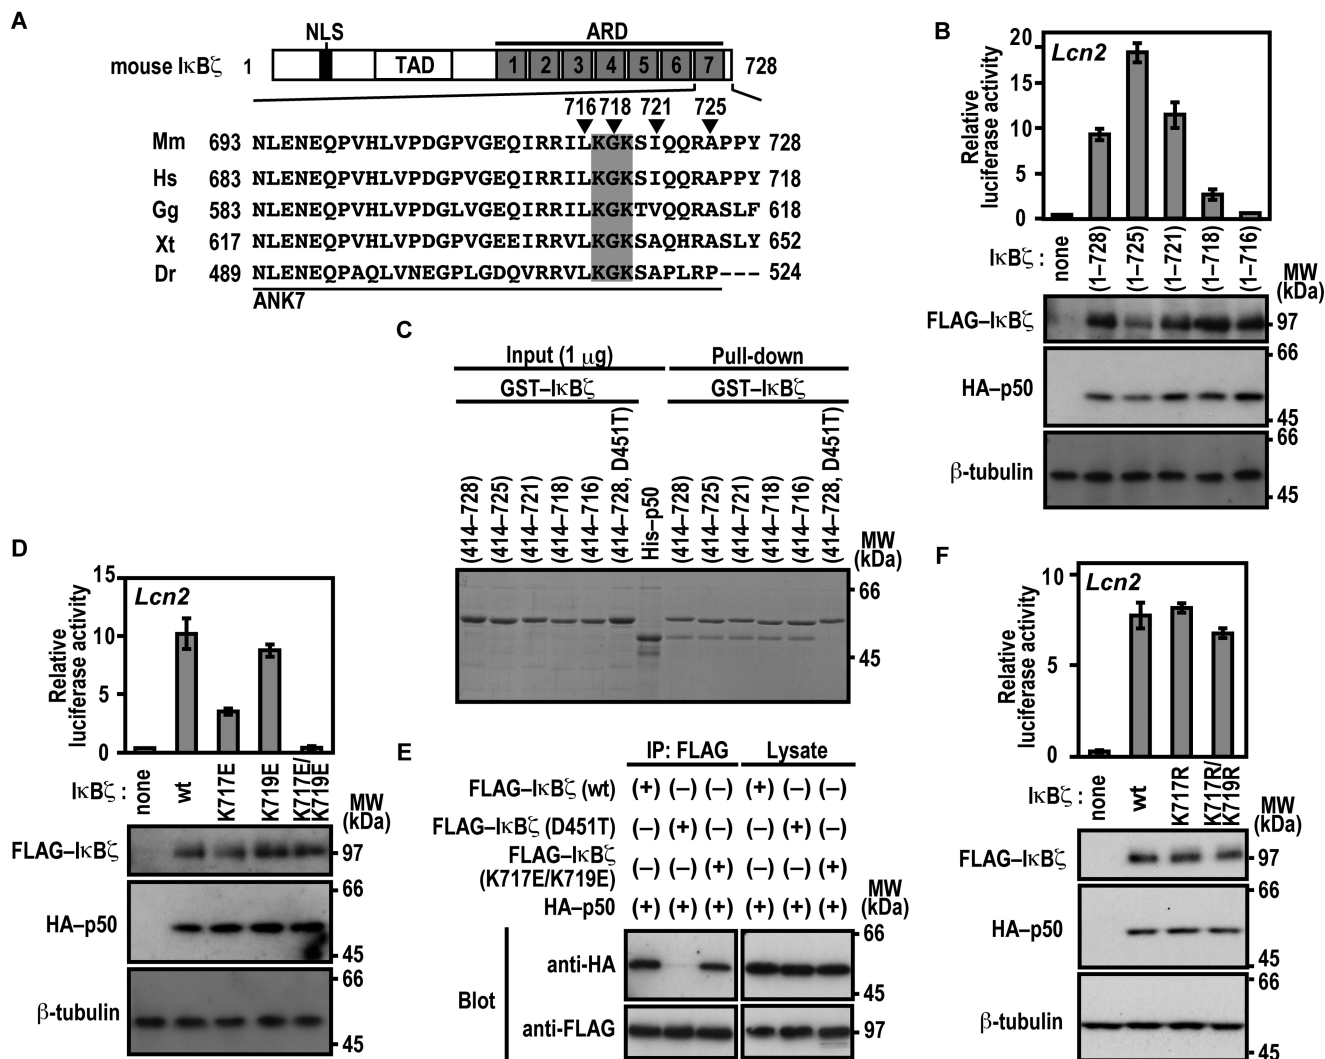 A
NLS
ARD
mouse IκBζ 1 TAD 1 2 3 4 5 6 7 728
716 718 721 725
Mm 693 NLENEQPVHLVPDGPVGEQIRRILKGKSIQQRAPPY 728
Hs 683 NLENEQPVHLVPDGPVGEQIRRILKGKSIQQRAPPY 718
Gg 583 NLENEQPVHLVPDGLVGEQIRRILKGKTVQQRASLF 618
Xt 617 NLENEQPVHLVPDGPVGEEIRRVLKGKSAQHRASLY 652
Dr 489 NLENEQPAQLVNEGPLGDQVRRVLKGKSAPLRP--- 524
ANK7
B
Relative luciferase activity
Lcn2
20
15
10
5
0
IκBζ : none (1–728) (1–725) (1–721) (1–718) (1–716)
MW (kDa)
FLAG–IκBζ 97
66
HA–p50
45
66
β-tubulin
45
C
Input (1 μg) Pull-down
GST–IκBζ GST–IκBζ
(414–728) (414–725) (414–721) (414–718) (414–716) (414–728, D451T) His–p50 (414–728) (414–725) (414–721) (414–718) (414–716) (414–728, D451T)
MW (kDa)
66
45
D
Relative luciferase activity
Lcn2
15
10
5
0
IκBζ : none wt K717E K719E K717E/K719E
MW (kDa)
FLAG–IκBζ 97
66
HA–p50
45
66
β-tubulin
45
E
IP: FLAG Lysate
FLAG–IκBζ (wt) (+) (–) (–) (+) (–) (–)
FLAG–IκBζ (D451T) (–) (+) (–) (–) (+) (–)
FLAG–IκBζ
(K717E/K719E) (–) (–) (+) (–) (–) (+)
HA–p50 (+) (+) (+) (+) (+) (+)
MW (kDa)
66
Blot
anti-HA
45
anti-FLAG 97
F
Relative luciferase activity
Lcn2
10
5
0
IκBζ : none wt K717R K717R/K719R
MW (kDa)
FLAG–IκBζ 97
66
HA–p50
45
66
β-tubulin
45